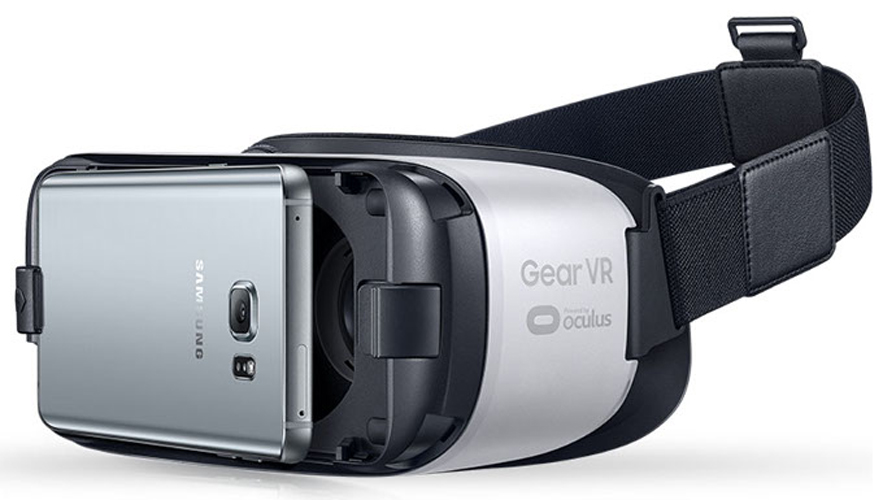 SAMSUNG
Gear VR
Powered by
oculus